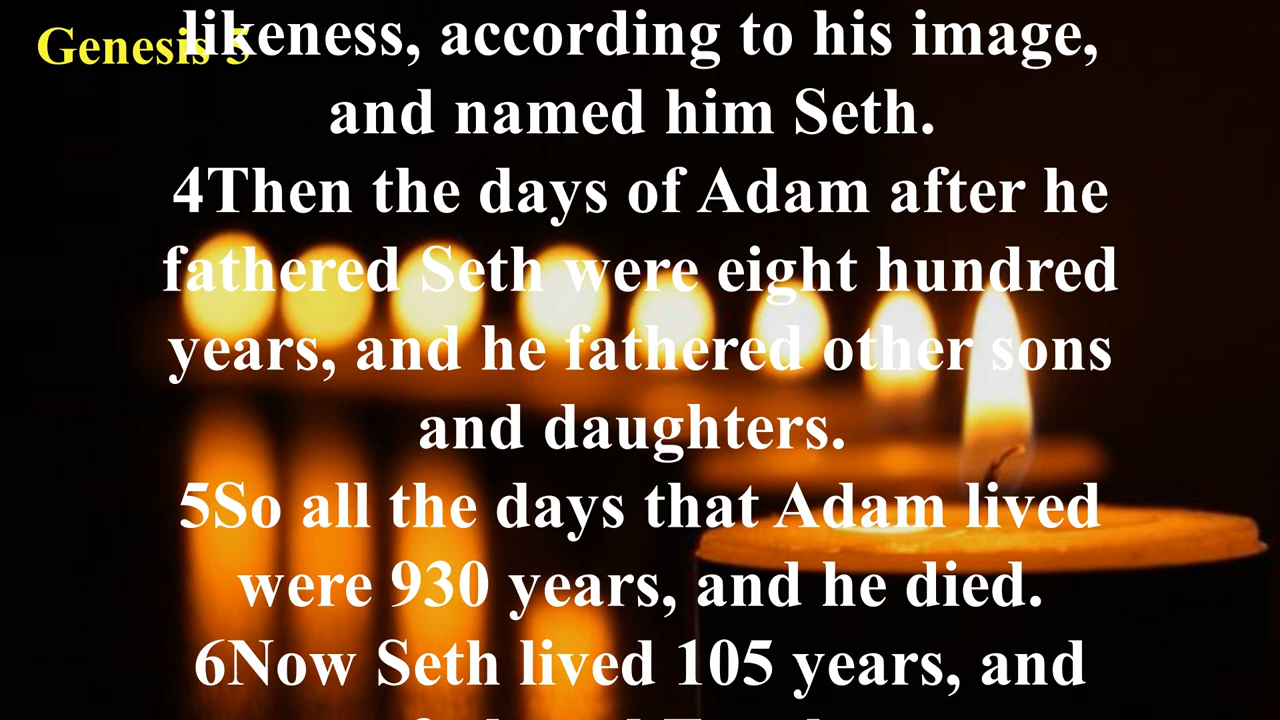 Genesis 5
likeness, according to his image,
and named him Seth.
4Then the days of Adam after he
fathered Seth were eight hundred
years, and he fathered other sons
and daughters.
5So all the days that Adam lived
were 930 years, and he died.
6Now Seth lived 105 years, and